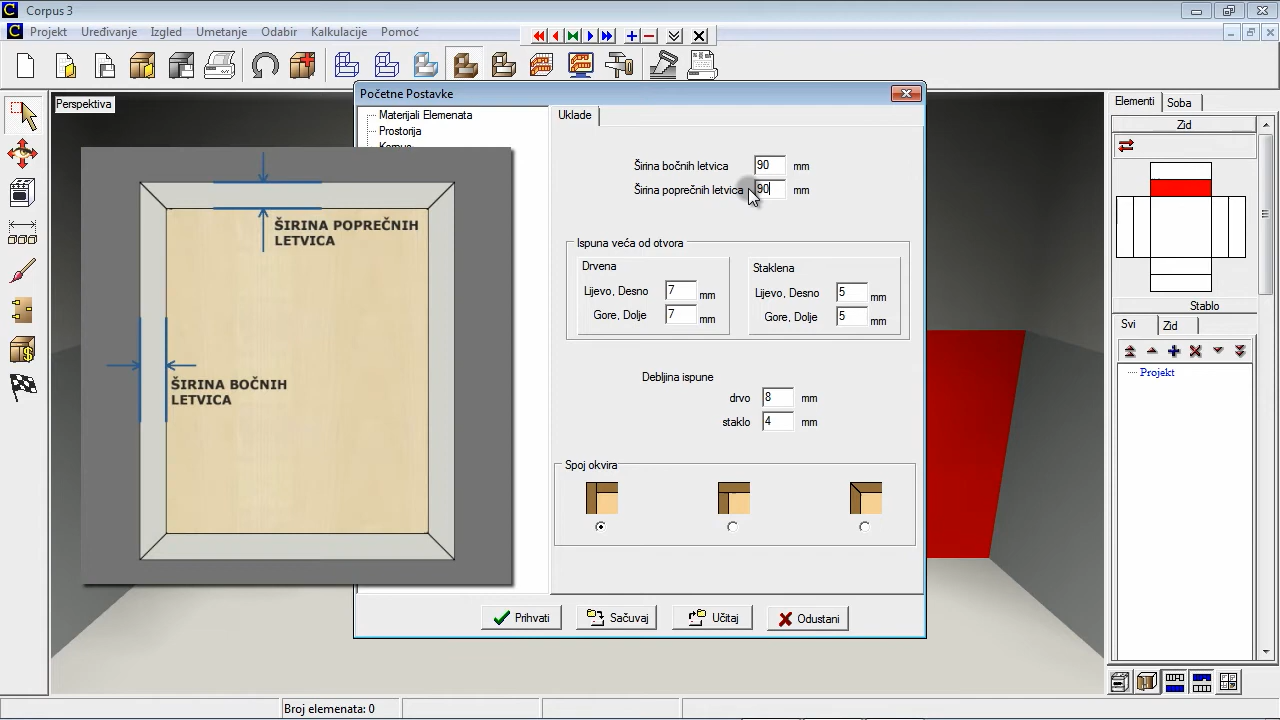 Corpus 3
Projekt Uređivanje Izgled Umetanje Odabir Kalkulacije Pomoć
Perspektiva
Početne Postavke
Materijali Elemenata
Prostorija
Korpus
ŠIRINA POPREČNIH
LETVICA
ŠIRINA BOČNIH
LETVICA
Uklade
Širina bočnih letvica 90 mm
Širina poprečnih letvica 90 mm
Ispuna veća od otvora
Drvena
Lijevo, Desno 7 mm
Gore, Dolje 7 mm
Staklena
Lijevo, Desno 5 mm
Gore, Dolje 5 mm
Debljina ispune
drvo 8 mm
staklo 4 mm
Spoj okvira
Prihvati Sačuvaj Učitaj Odustani
Elementi Soba
Zid
Stablo
Svi Zid
Projekt
Broj elemenata: 0